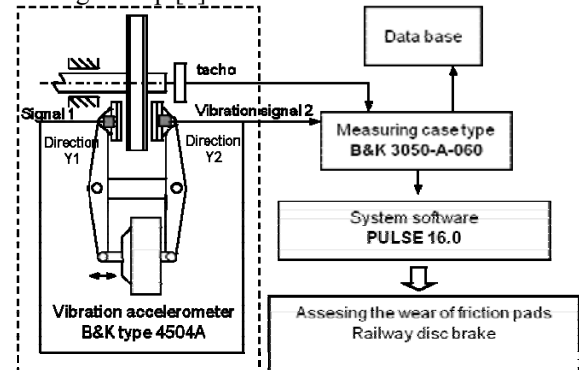 tacho
Signal 1
Vibration signal 2
Direction
Y1
Direction
Y2
Vibration accelerometer
B&K type 4504A
Data base
Measuring case type
B&K 3050-A-060
System software
PULSE 16.0
Assesing the wear of friction pads
Railway disc brake